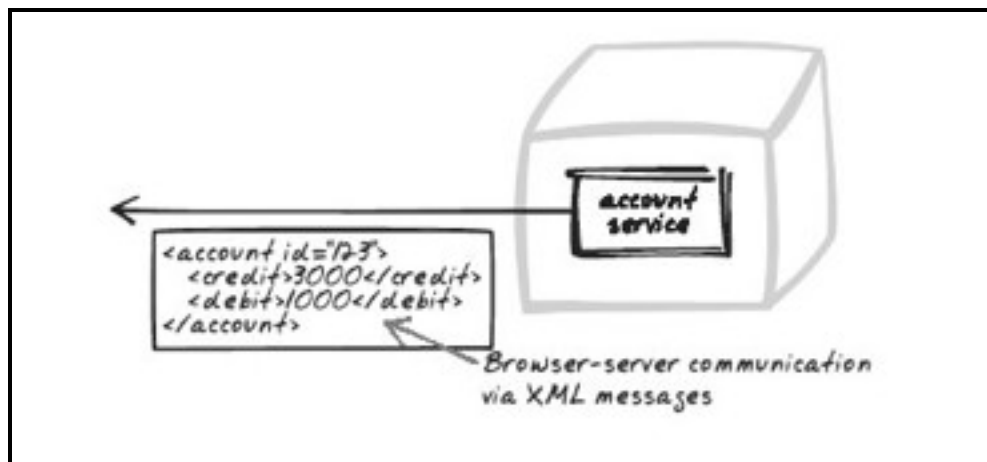 account
service
<account id="123">
<credit>3000</credit>
<debit>1000</debit>
</account>
Browser-server communication
via XML messages